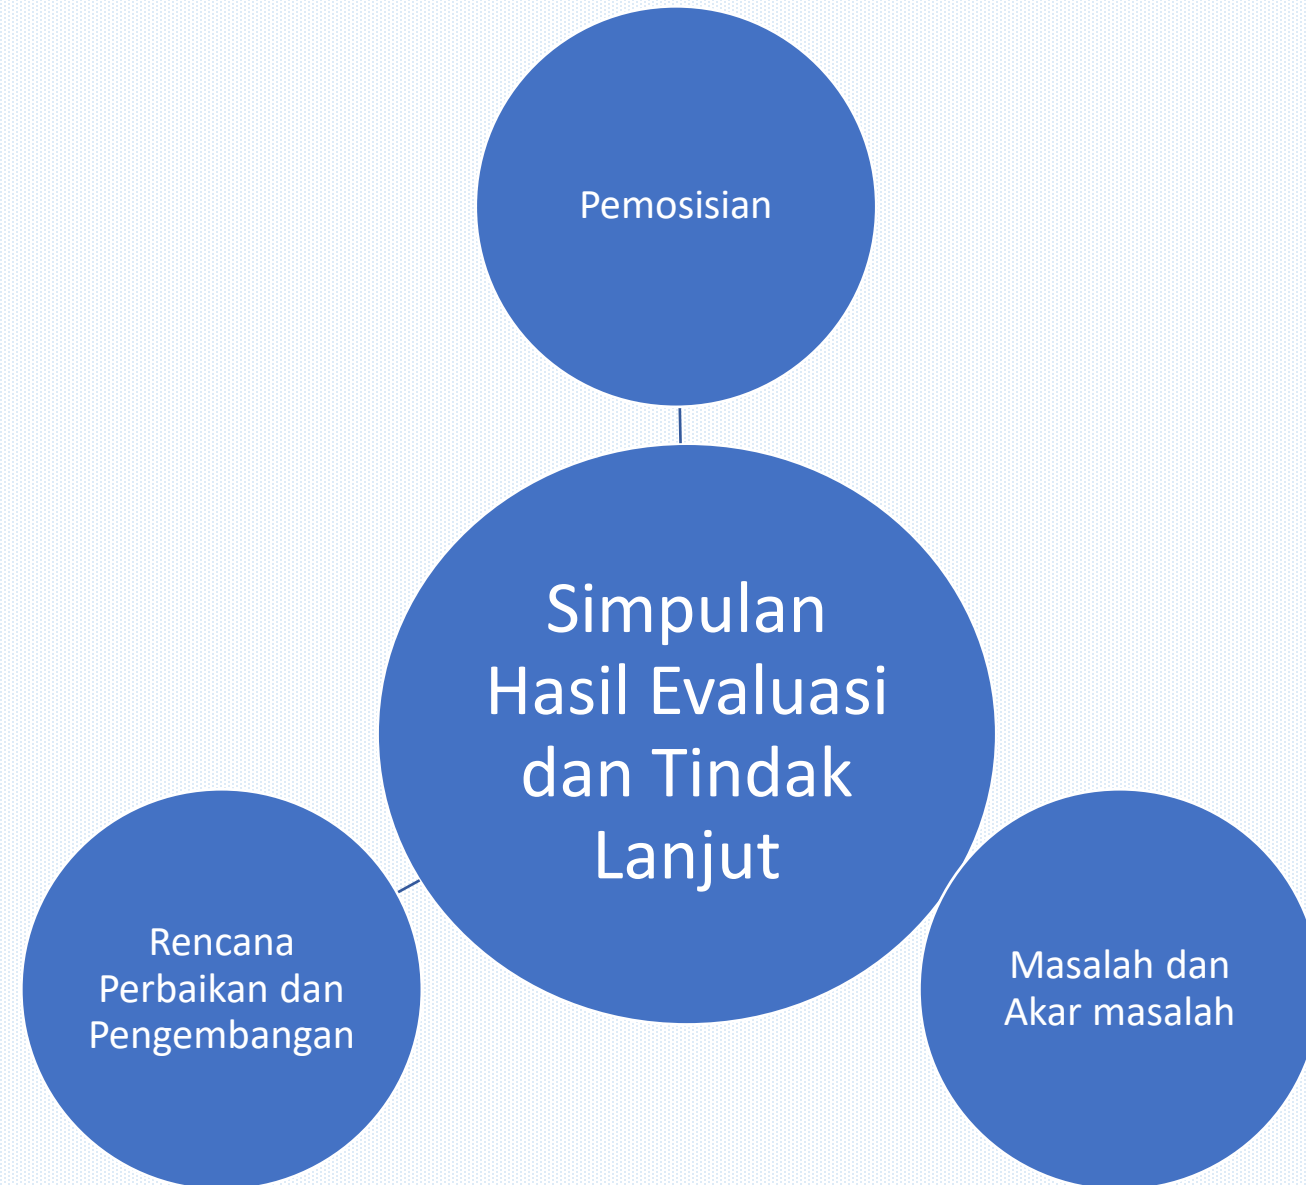 Pemosisian
Simpulan
Hasil Evaluasi
dan Tindak
Lanjut
Rencana
Perbaikan dan
Pengembangan
Masalah dan
Akar masalah